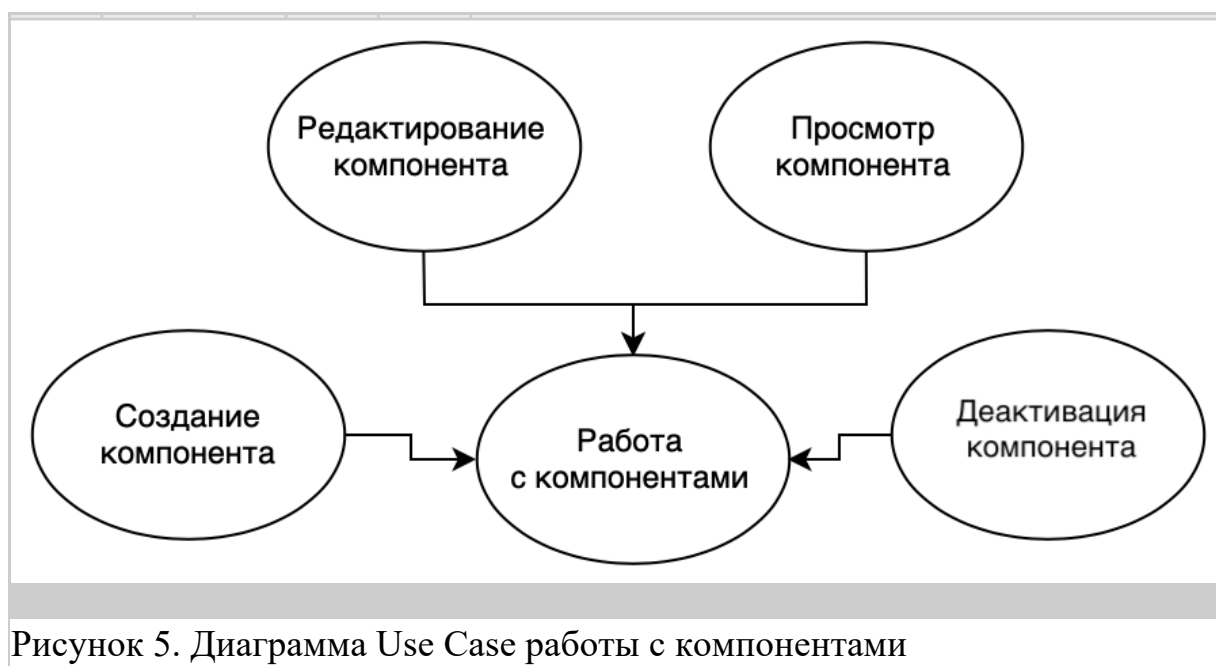 Редактирование
компонента
Просмотр
компонента
Создание
компонента
Работа
с компонентами
Деактивация
компонента
Рисунок 5. Диаграмма Use Case работы с компонентами